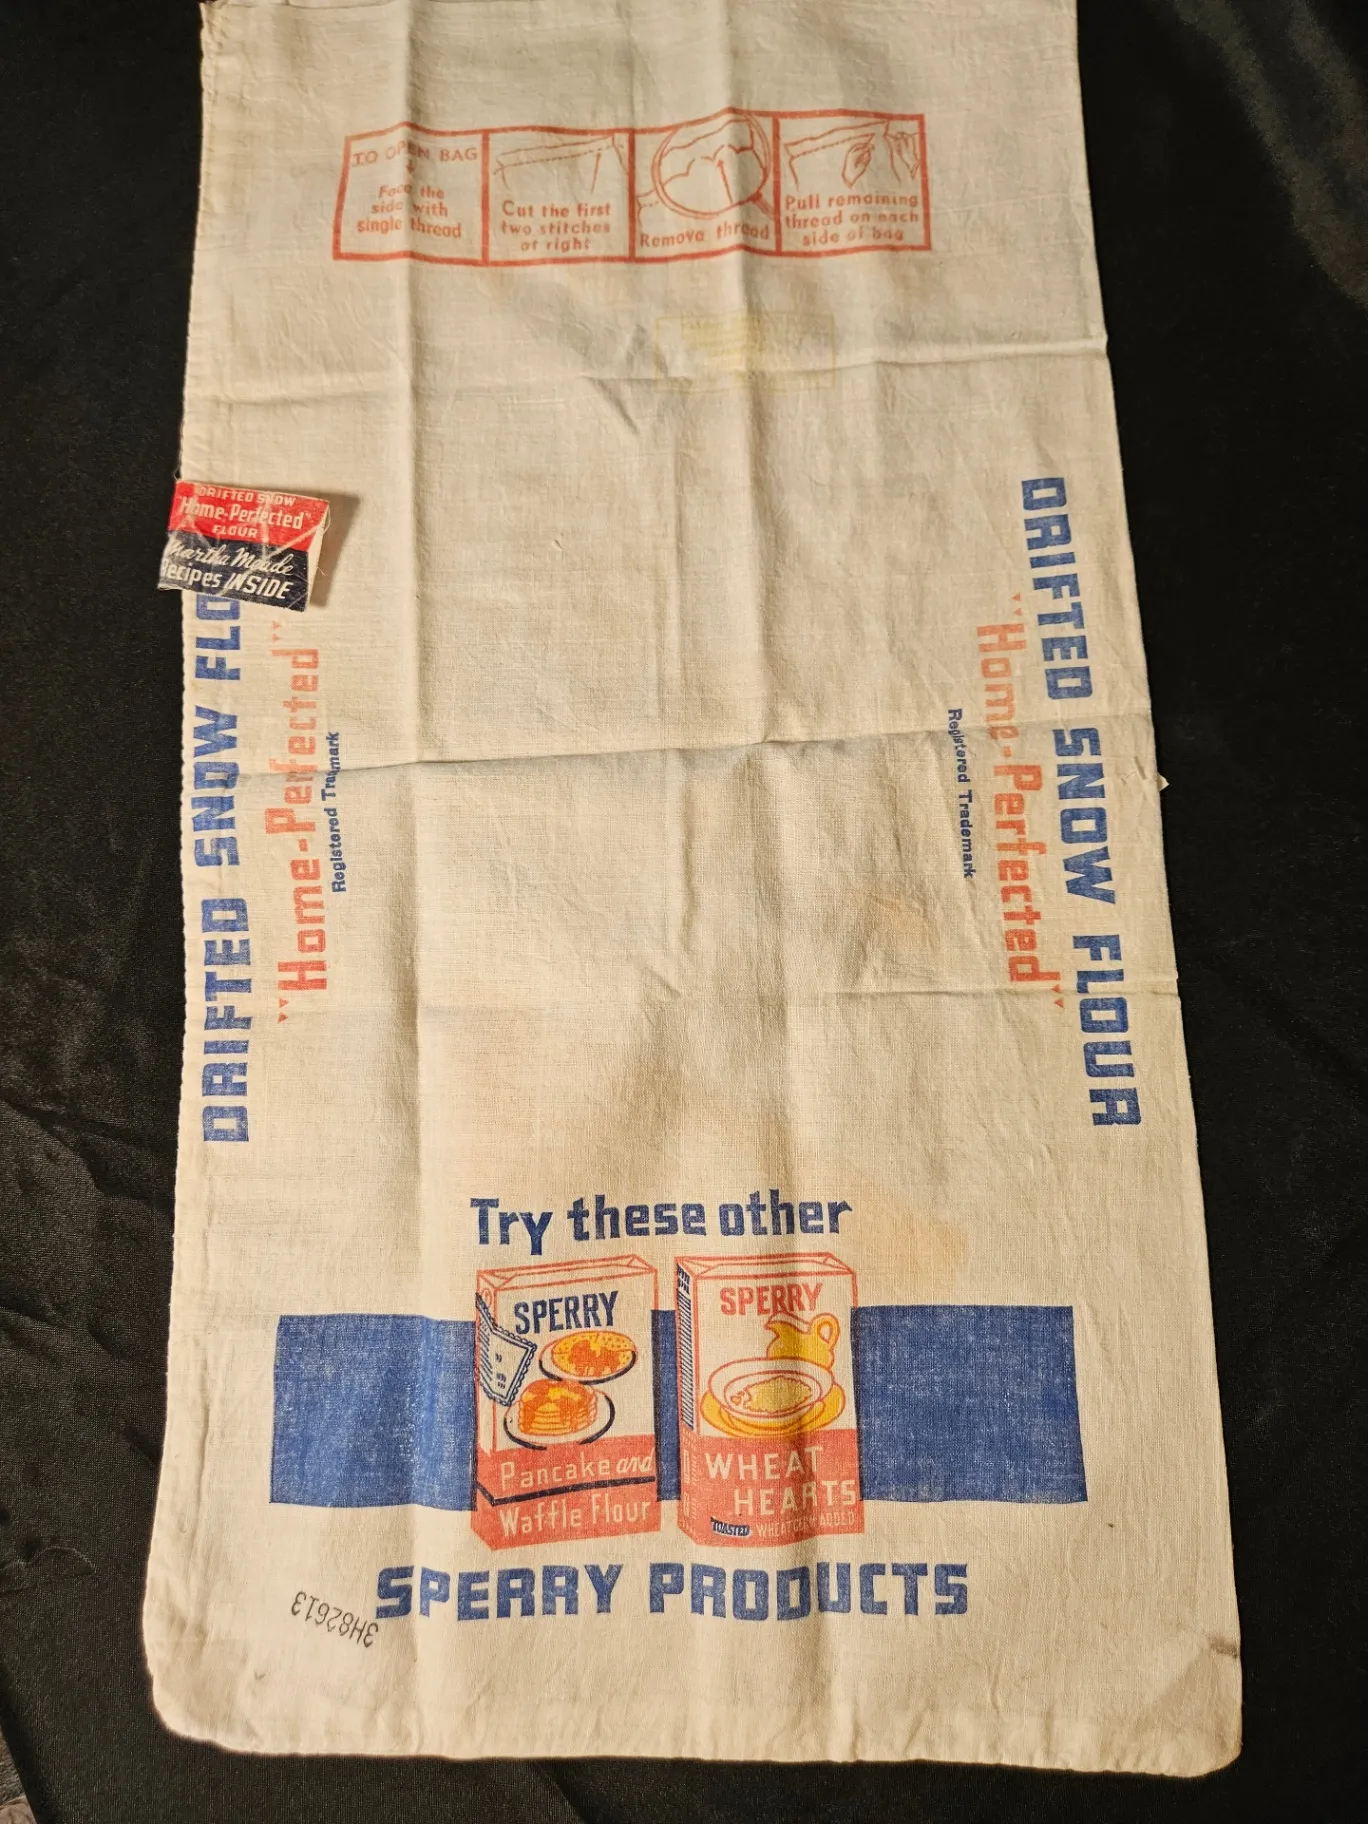 TO OPEN BAG
Face the
side with
single thread
Cut the first
two stitches
at right
Remove thread
Pull remaining
thread on each
side of bag
DRIFTED SNOW
"Home-Perfected"
FLOUR
Martha Meade
Recipes INSIDE
DRIFTED SNOW FLO
"Home-Perfected"
Registered Trademark
DRIFTED SNOW FLOUR
"Home-Perfected"
Registered Trademark
Try these other
SPERRY
Pancake and
Waffle Flour
SPERRY
WHEAT
HEARTS
TOASTED WHEAT GERM ADDED
SPERRY PRODUCTS
3H82613